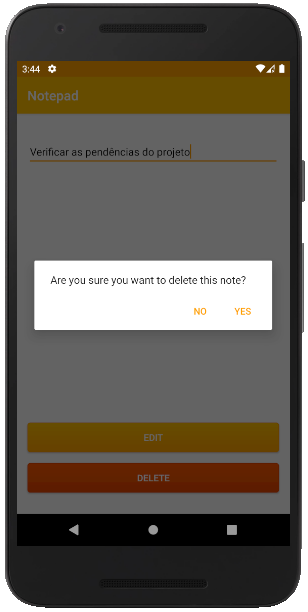 3:44
Notepad
Verificar as pendências do projeto
Are you sure you want to delete this note?
NO YES
EDIT
DELETE